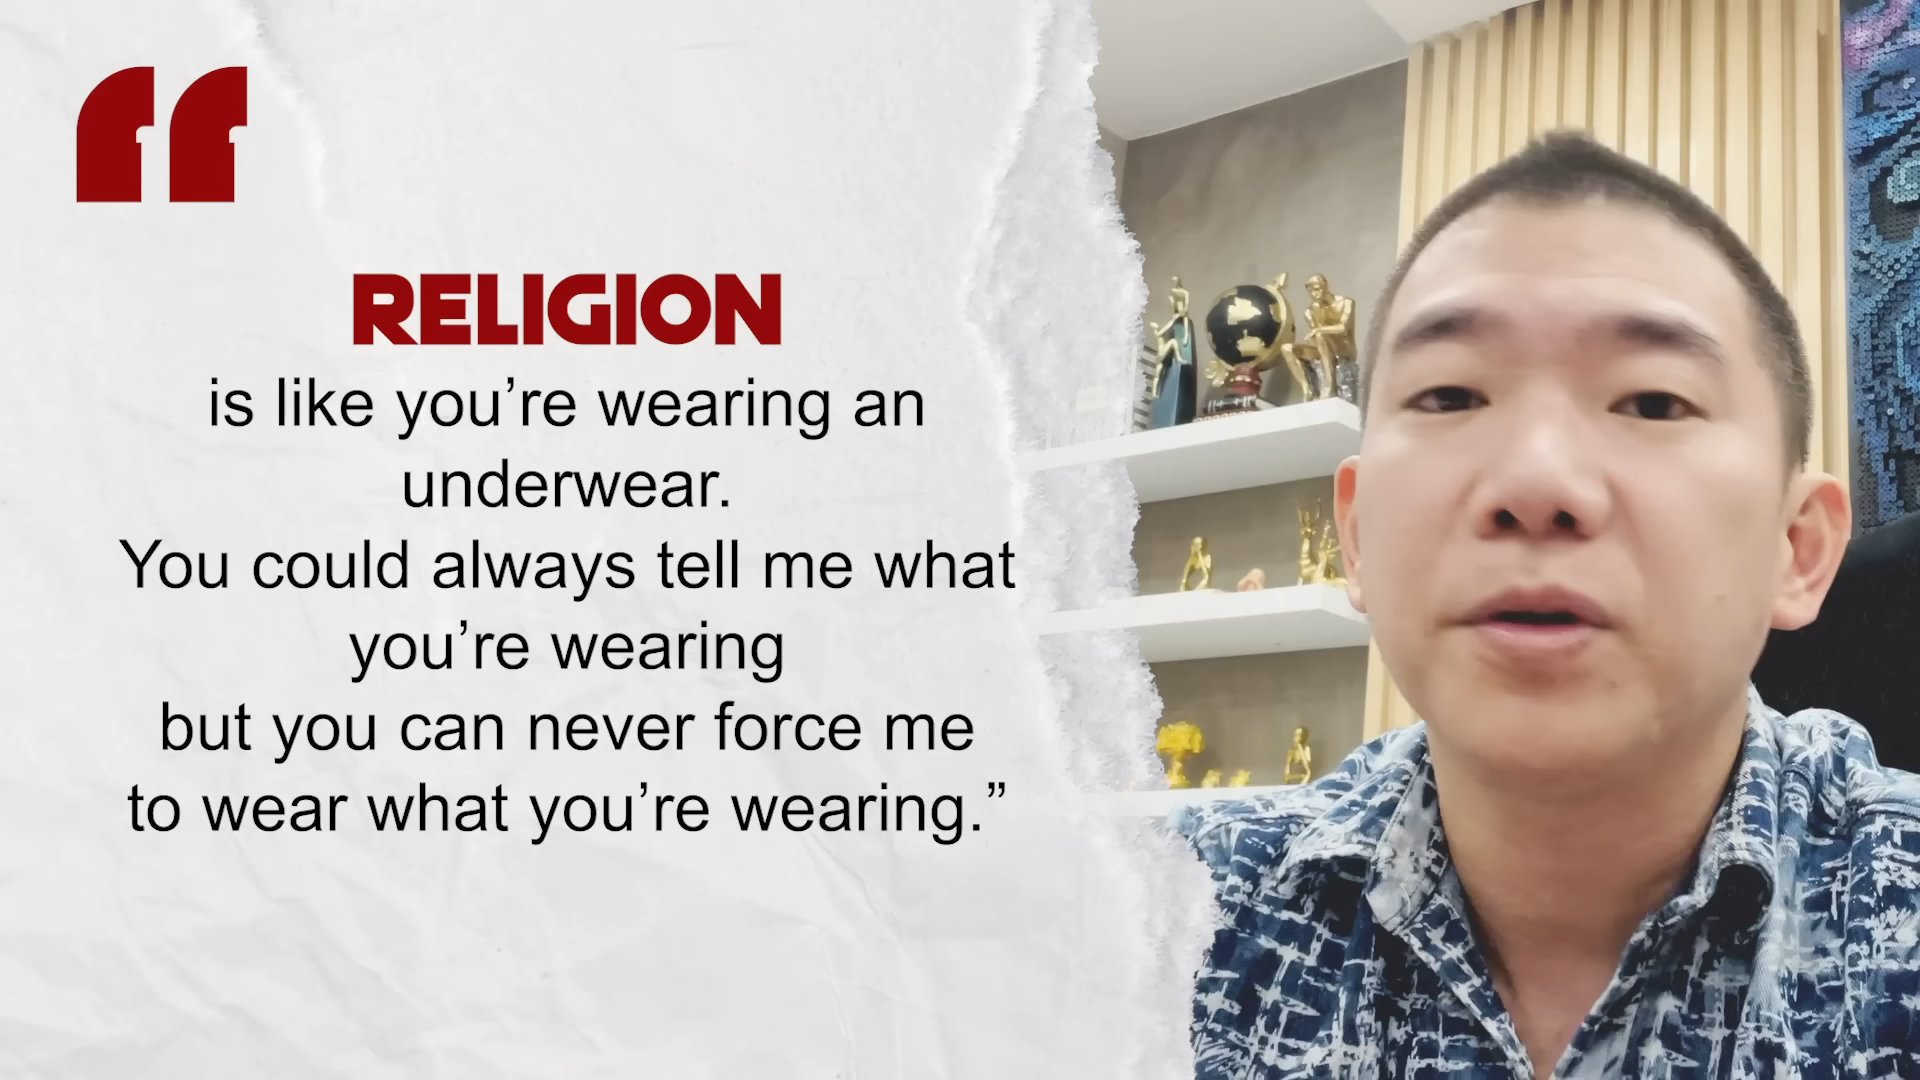 “
RELIGION
is like you’re wearing an
underwear.
You could always tell me what
you’re wearing
but you can never force me
to wear what you’re wearing.”